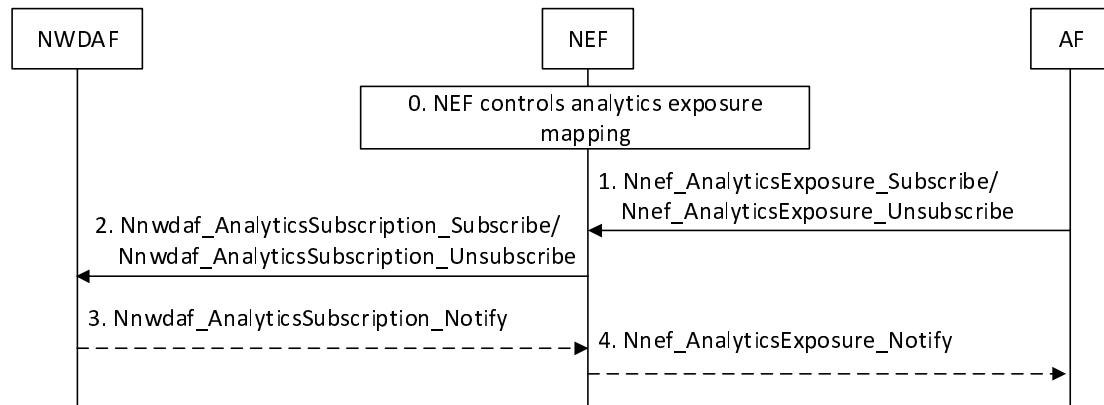 NWDAF
NEF
AF
0. NEF controls analytics exposure
mapping
1. Nnef_AnalyticsExposure_Subscribe/
Nnef_AnalyticsExposure_Unsubscribe
2. Nnwdaf_AnalyticsSubscription_Subscribe/
Nnwdaf_AnalyticsSubscription_Unsubscribe
3. Nnwdaf_AnalyticsSubscription_Notify
4. Nnef_AnalyticsExposure_Notify